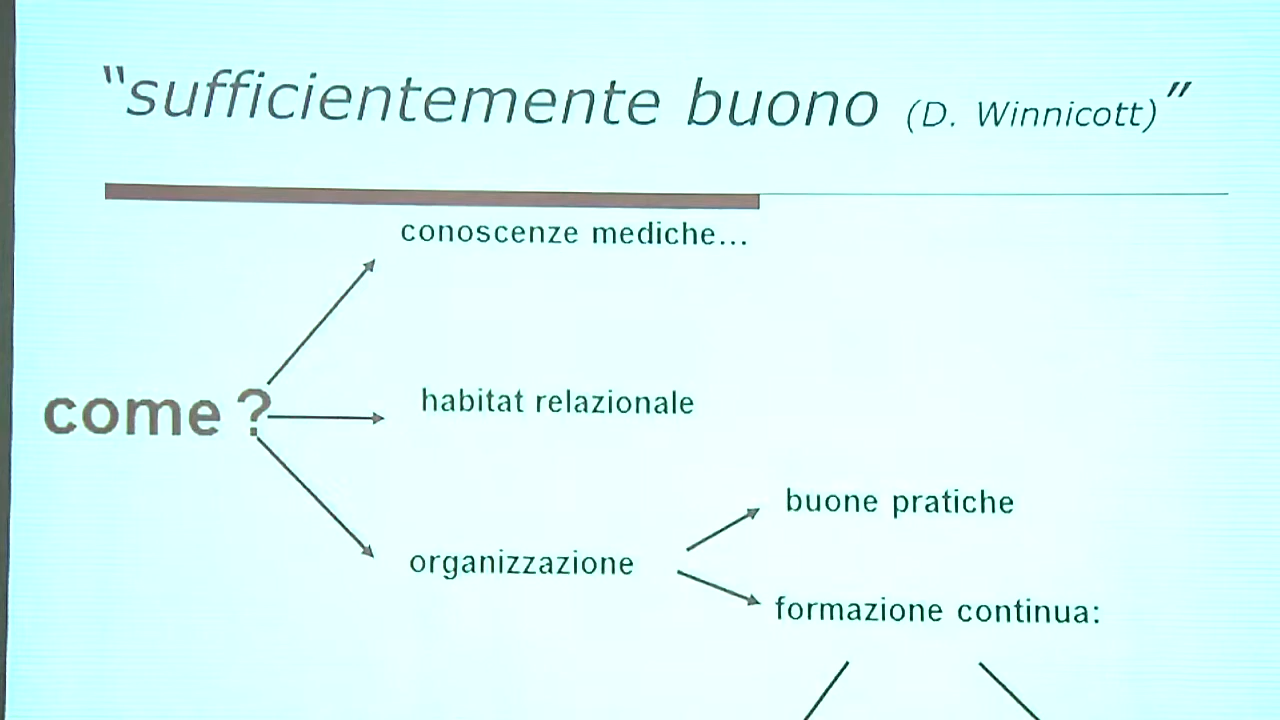 "sufficientemente buono (D. Winnicott)"
conoscenze mediche...
come ?
habitat relazionale
buone pratiche
organizzazione
formazione continua: